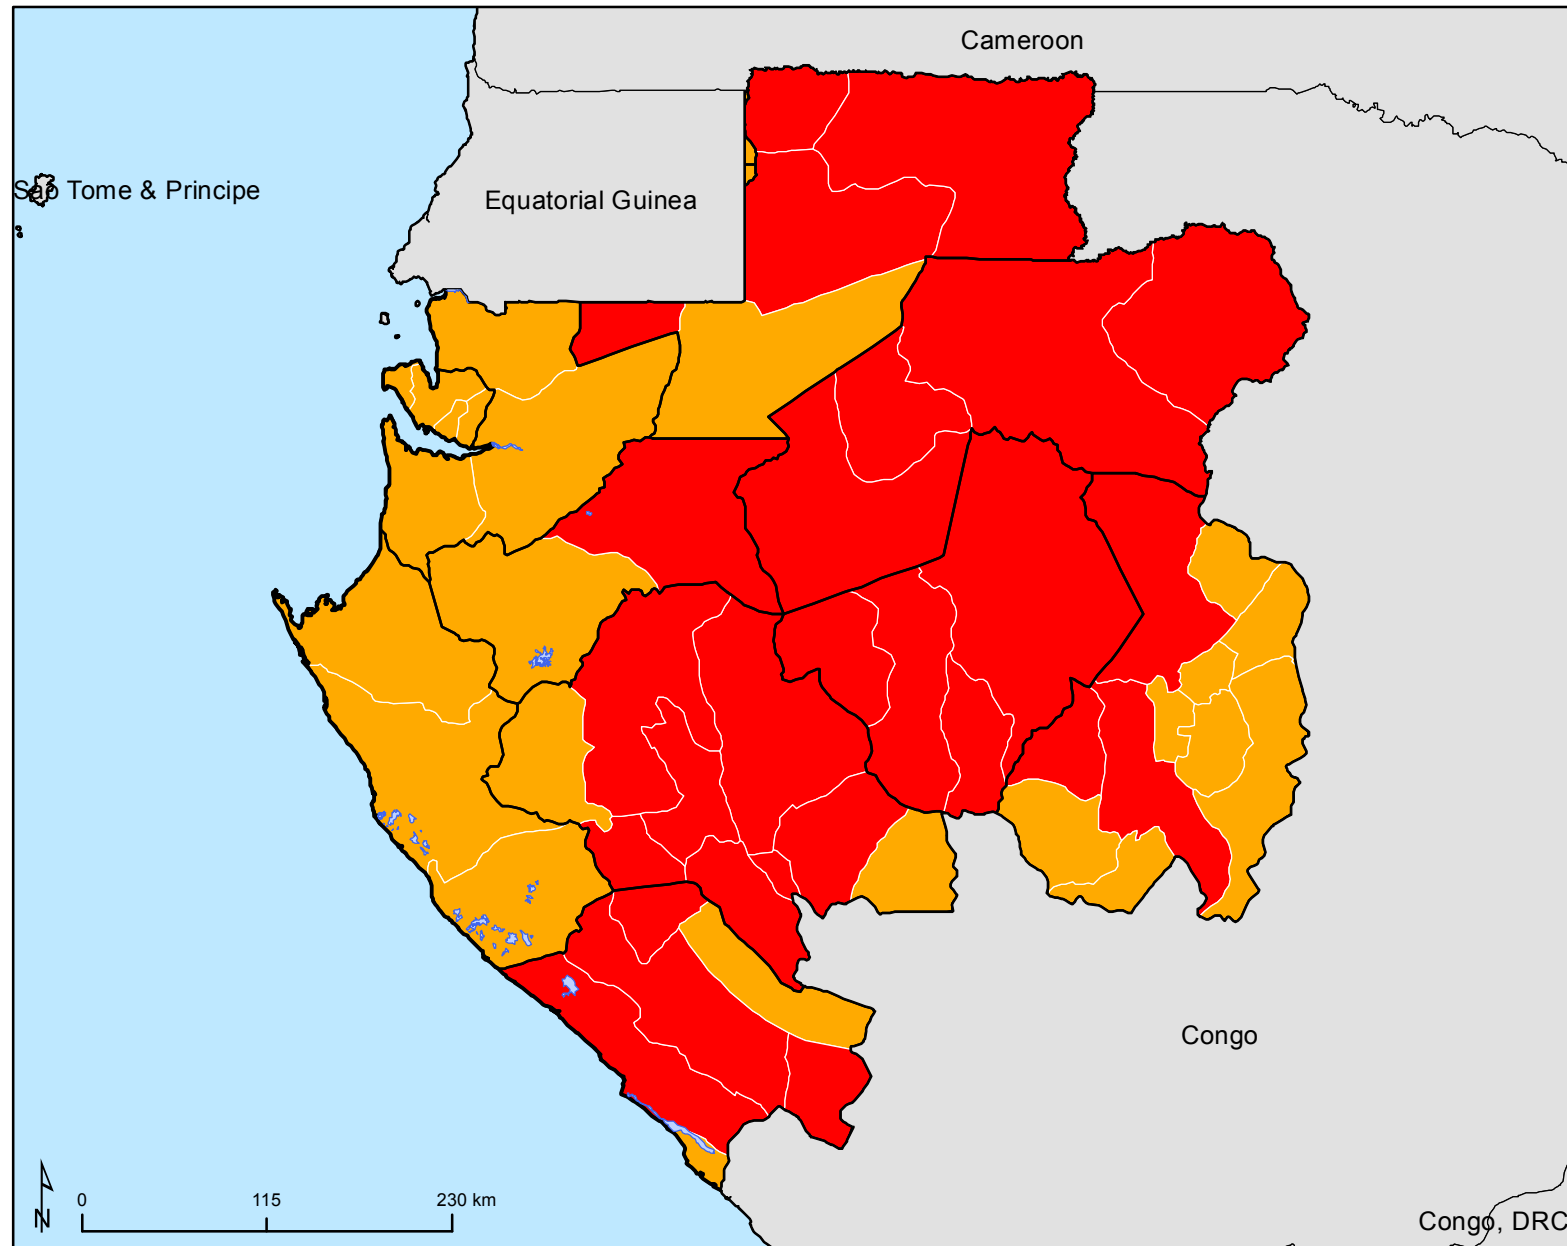 Cameroon
Sao Tome & Principe
Equatorial Guinea
Congo
0 115 230 km
N
Congo, DRC